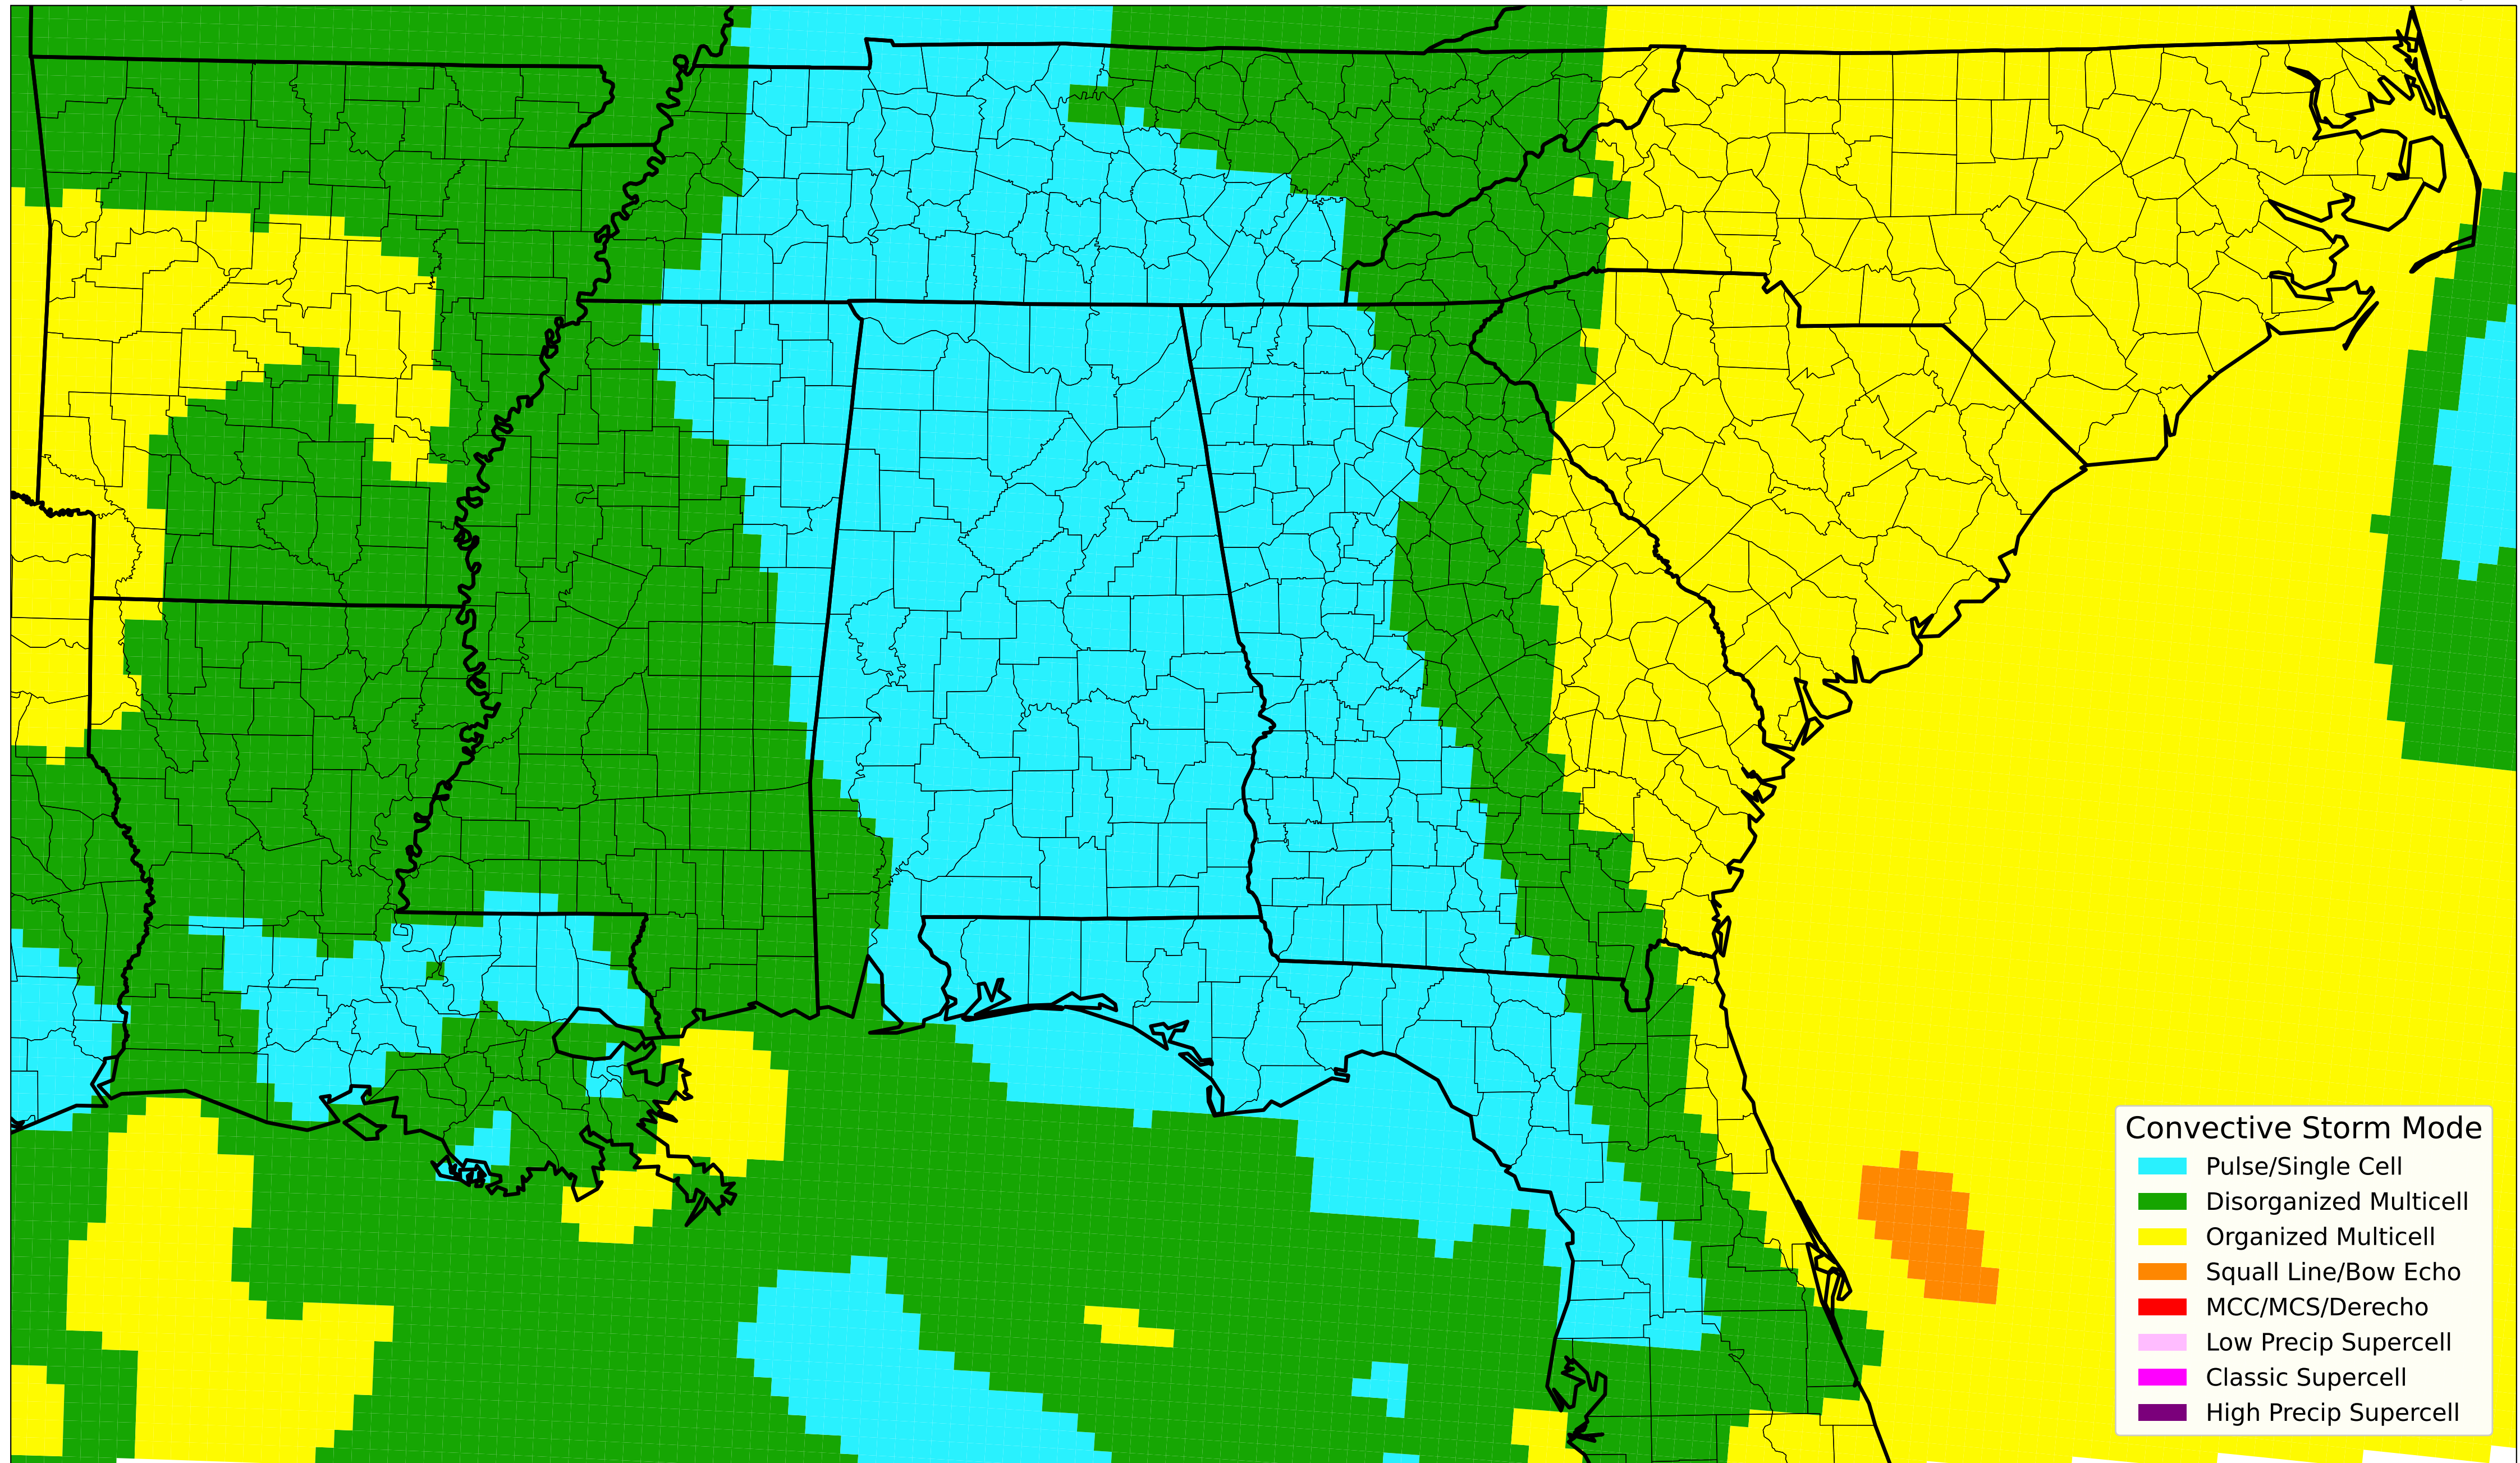 Convective Storm Mode
Pulse/Single Cell
Disorganized Multicell
Organized Multicell
Squall Line/Bow Echo
MCC/MCS/Derecho
Low Precip Supercell
Classic Supercell
High Precip Supercell